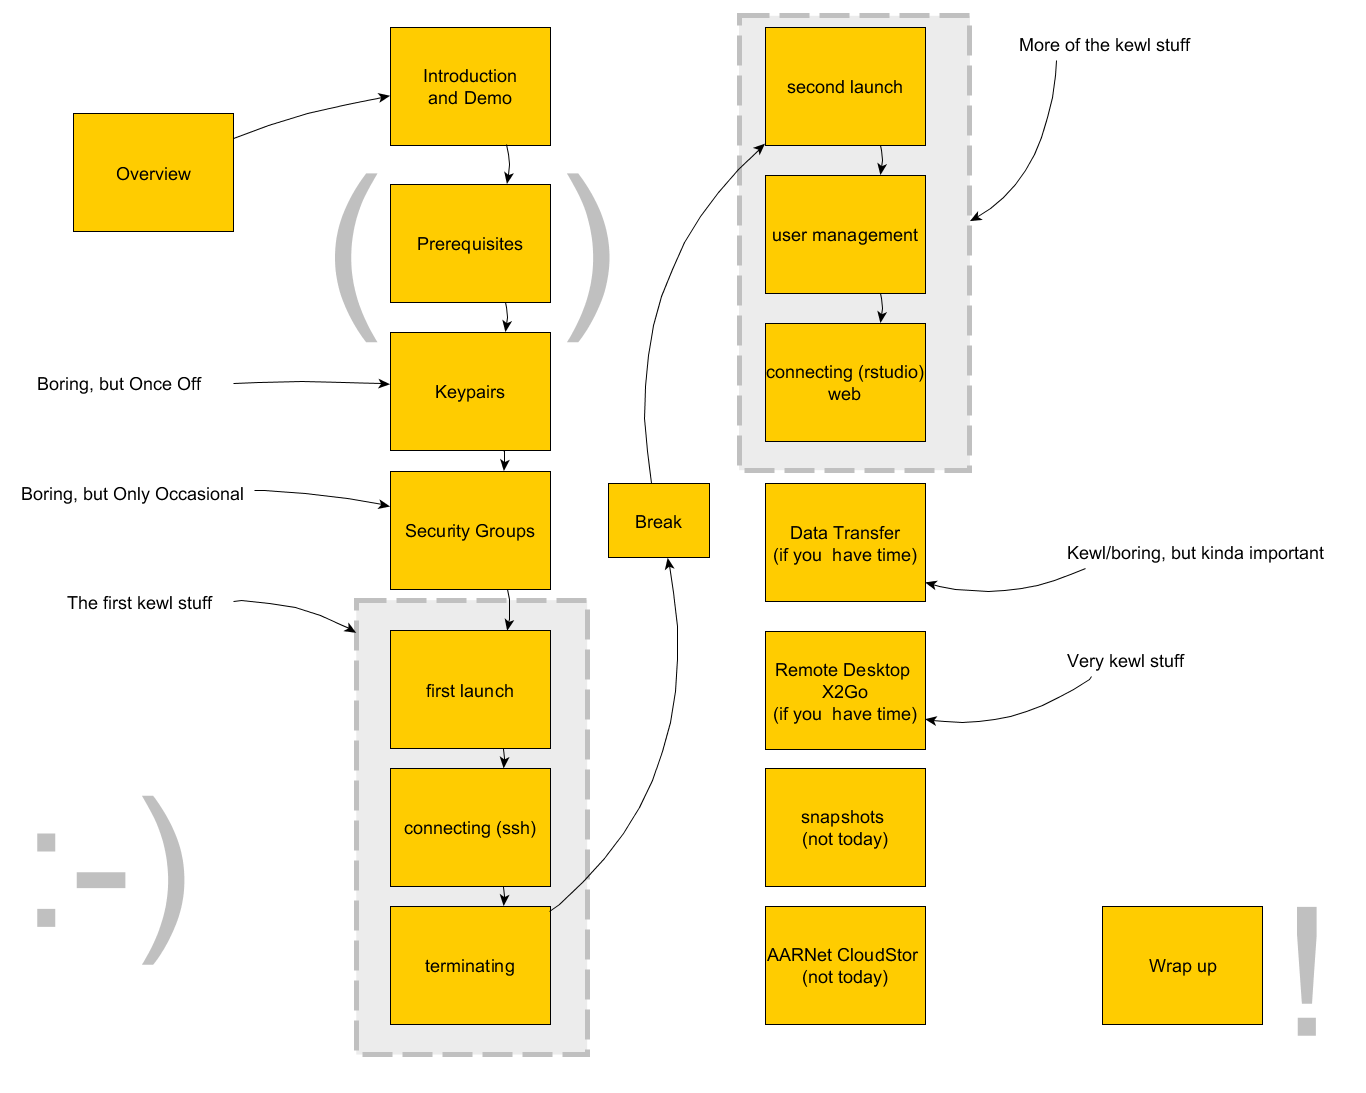 Overview
Introduction
and Demo
(
Prerequisites
)
Boring, but Once Off
Keypairs
Boring, but Only Occasional
Security Groups
The first kewl stuff
first launch
connecting (ssh)
terminating
:-)
Break
second launch
user management
connecting (rstudio)
web
More of the kewl stuff
Data Transfer
(if you  have time)
Kewl/boring, but kinda important
Remote Desktop
X2Go
(if you  have time)
Very kewl stuff
snapshots
(not today)
AARNet CloudStor
(not today)
Wrap up
!